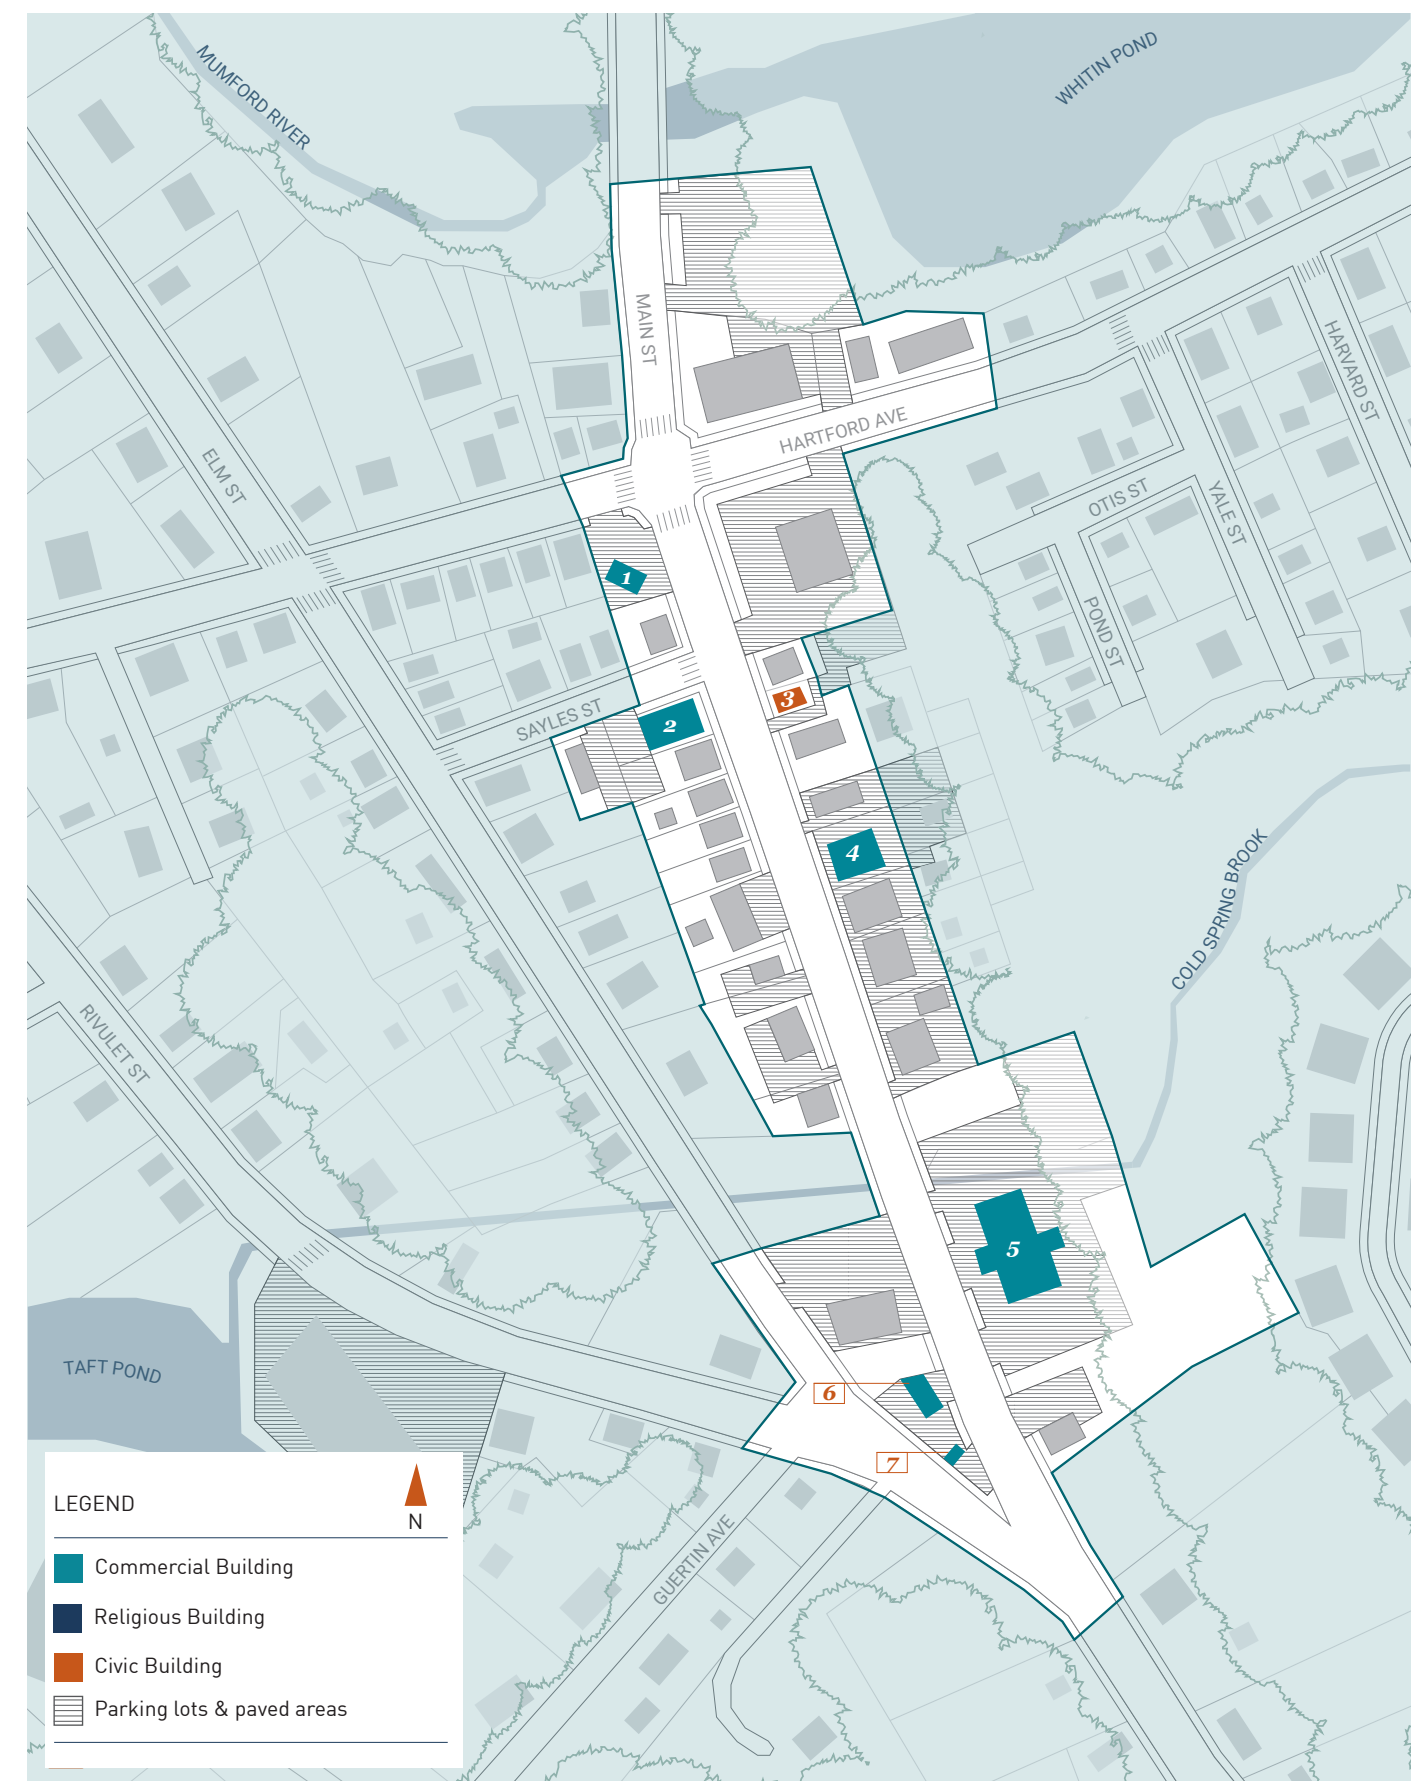 MUMFORD RIVER
WHITIN POND
MAIN ST
HARTFORD AVE
HARVARD ST
ELM ST
OTIS ST
YALE ST
POND ST
1
SAYLES ST
2
3
4
COLD SPRING BROOK
RIVULET ST
5
TAFT POND
6
7
GUERTIN AVE
LEGEND
N
Commercial Building
Religious Building
Civic Building
Parking lots & paved areas